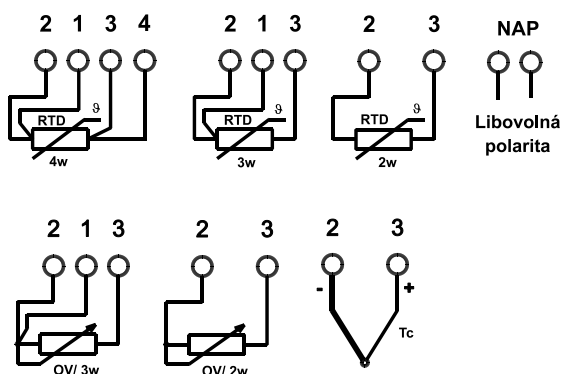 2 1 3 4
2 1 3
2 3
NAP
RTD ϑ
RTD ϑ
RTD ϑ
4w
3w
2w
Libovolná
polarita
2 1 3
2 3
2 3
- +
Tc
OV/ 3w
OV/ 2w